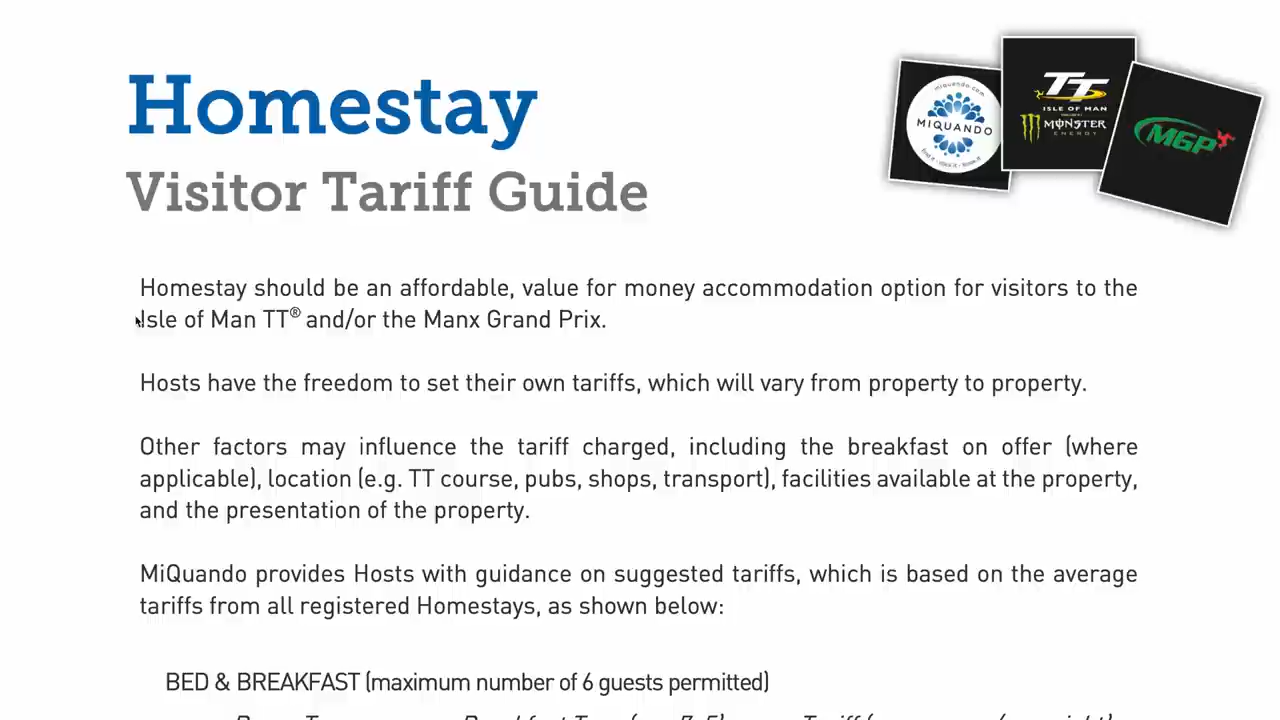 Homestay
Visitor Tariff Guide
miquando.com
MIQUANDO
TT
ISLE OF MAN
MONSTER
ENERGY
MGP
Homestay should be an affordable, value for money accommodation option for visitors to the
Isle of Man TT® and/or the Manx Grand Prix.
Hosts have the freedom to set their own tariffs, which will vary from property to property.
Other factors may influence the tariff charged, including the breakfast on offer (where
applicable), location (e.g. TT course, pubs, shops, transport), facilities available at the property,
and the presentation of the property.
MiQuando provides Hosts with guidance on suggested tariffs, which is based on the average
tariffs from all registered Homestays, as shown below:
BED & BREAKFAST (maximum number of 6 guests permitted)